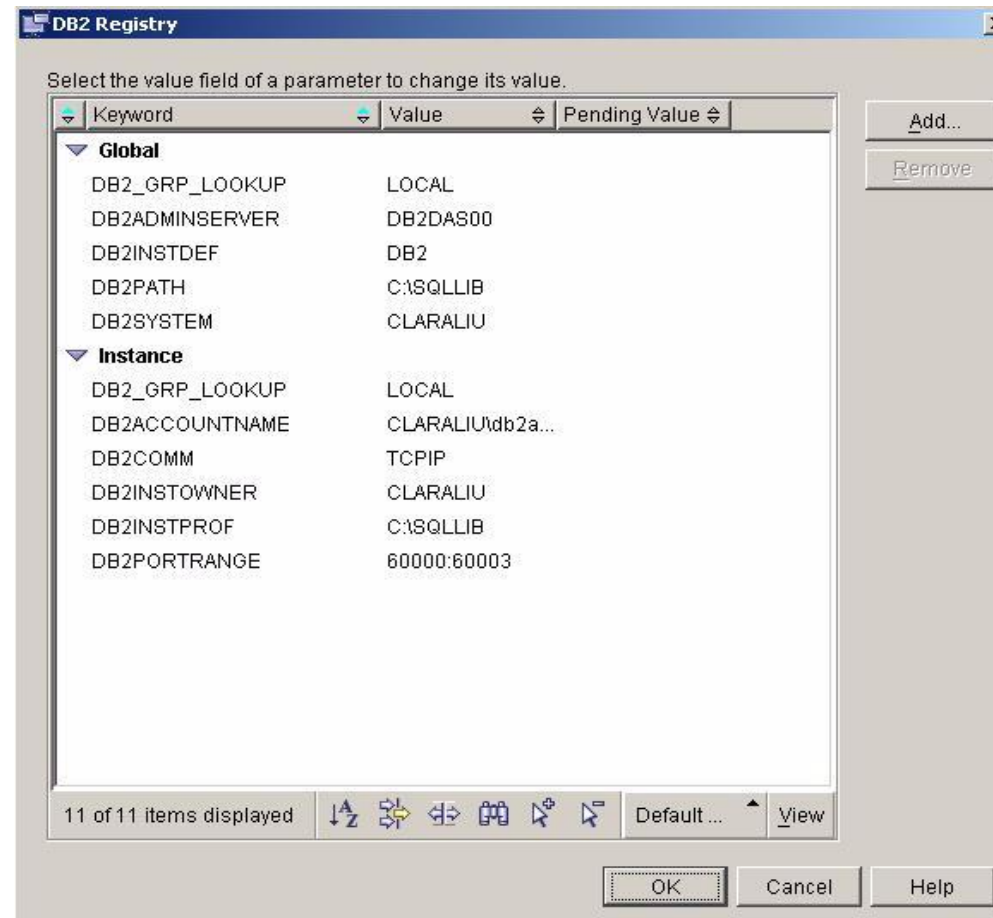 DB2 Registry
Select the value field of a parameter to change its value.
Keyword Value Pending Value
Add...
Remove
Global
DB2_GRP_LOOKUP LOCAL
DB2ADMINSERVER DB2DAS00
DB2INSTDEF DB2
DB2PATH C:\SQLLIB
DB2SYSTEM CLARALIU
Instance
DB2_GRP_LOOKUP LOCAL
DB2ACCOUNTNAME CLARALIU\db2a...
DB2COMM TCPIP
DB2INSTOWNER CLARALIU
DB2INSTPROF C:\SQLLIB
DB2PORTRANGE 60000:60003
11 of 11 items displayed Default ... View
OK Cancel Help